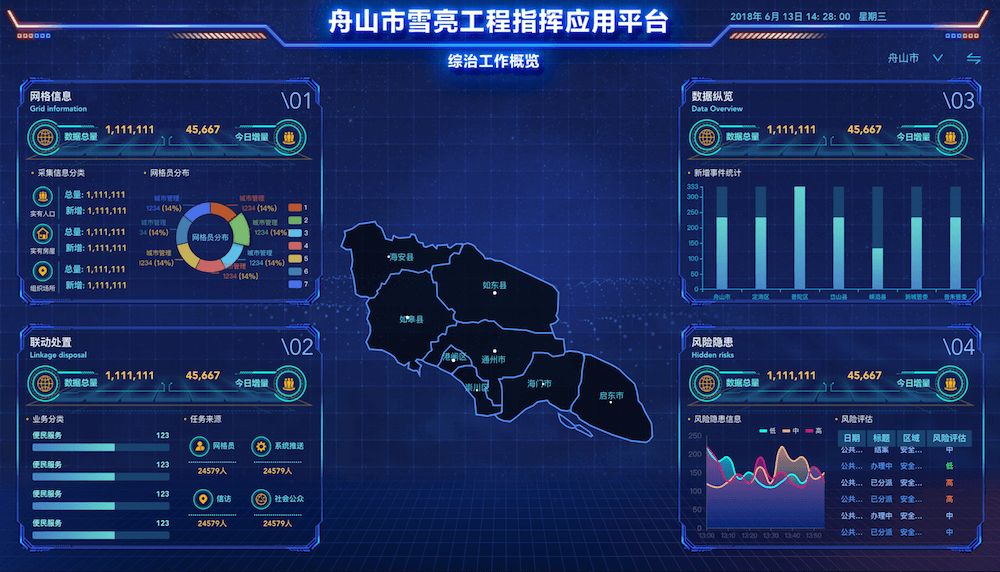 舟山市雪亮工程指挥应用平台
2018年 6月 13日 14: 28: 00 星期三
综治工作概览
舟山市
网格信息
Grid information
\01
数据总量 1,111,111 45,667 今日增量
采集信息分类
网格员分布
实有人口
总量: 1,111,111
新增: 1,111,111
实有房屋
总量: 1,111,111
新增: 1,111,111
组织场所
总量: 1,111,111
新增: 1,111,111
城市管理
1234 (14%)
城市管理
1234 (14%)
城市管理
34 (14%)
城市管理
1234 (14%)
城市管理
1234 (14%)
城市管理
1234 (14%)
市管理
1234 (14%)
网格员分布
1
2
3
4
5
6
7
联动处置
Linkage disposal
\02
数据总量 1,111,111 45,667 今日增量
业务分类
便民服务 123
便民服务 123
便民服务 123
便民服务 123
任务来源
网格员
24579人
系统推送
24579人
信访
24579人
社会公众
24579人
海安县
如东县
如皋县
港闸区
通州市
崇川区
海门市
启东市
数据纵览
Data Overview
\03
数据总量 1,111,111 45,667 今日增量
新增事件统计
333
300
250
200
150
100
50
0
舟山市 定海区 普陀区 岱山县 嵊泗县 新城管委 普朱管委
风险隐患
Hidden risks
\04
数据总量 1,111,111 45,667 今日增量
风险隐患信息
低 中 高
250
200
150
100
50
0
13:00 13:10 13:20 13:30 13:40 13:50
风险评估
日期 标题 区域 风险评估
公共... 结案 安全... 中
公共... 办理中 安全... 低
公共... 已分派 安全... 高
公共... 已分派 安全... 高
公共... 办理中 安全... 中
公共... 已分派 安全... 中